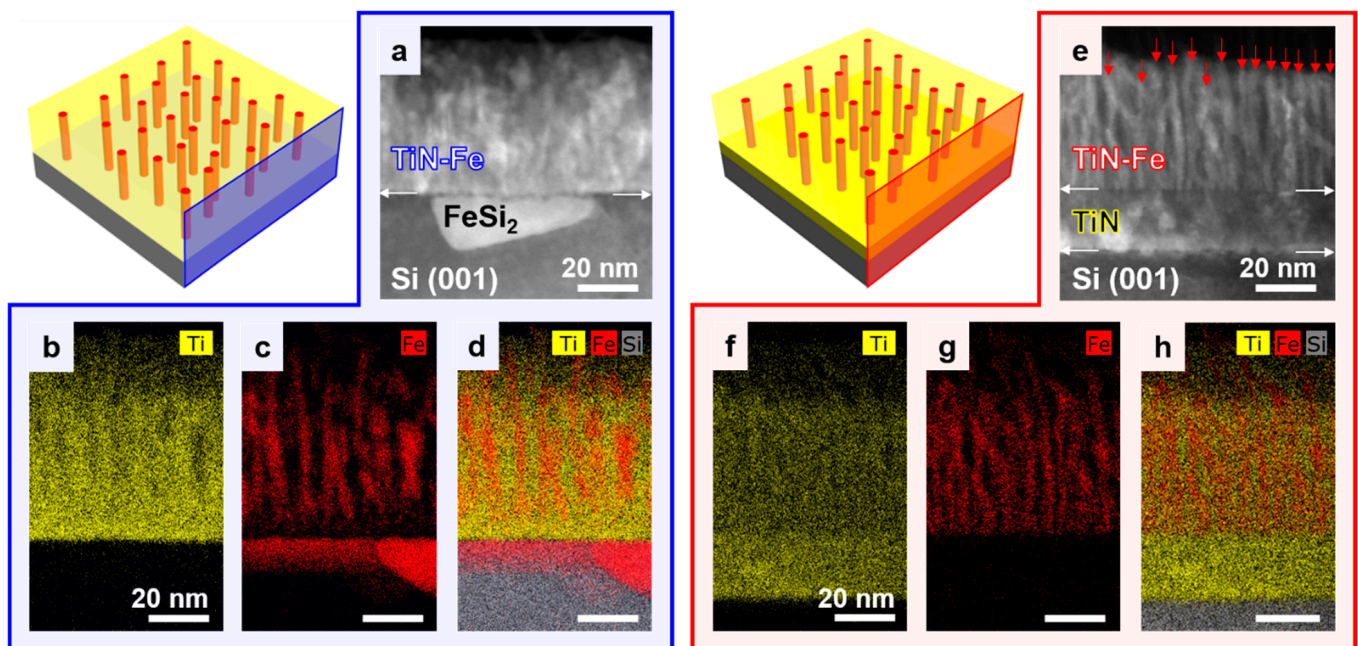 a
TiN-Fe
FeSi₂
Si (001)
20 nm
e
TiN-Fe
TiN
Si (001)
20 nm
b
Ti
20 nm
c
Fe
d
Ti Fe Si
f
Ti
20 nm
g
Fe
h
Ti Fe Si